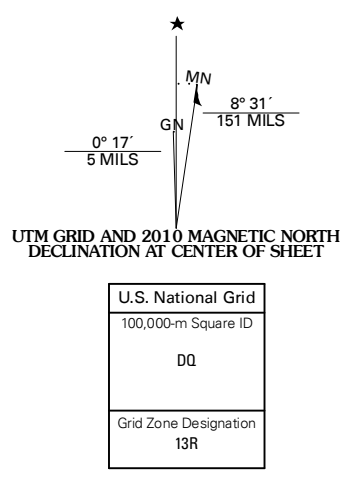 ★
MN
8° 31´
151 MILS
GN
0° 17´
5 MILS
UTM GRID AND 2010 MAGNETIC NORTH
DECLINATION AT CENTER OF SHEET
U.S. National Grid
100,000-m Square ID
DQ
Grid Zone Designation
13R